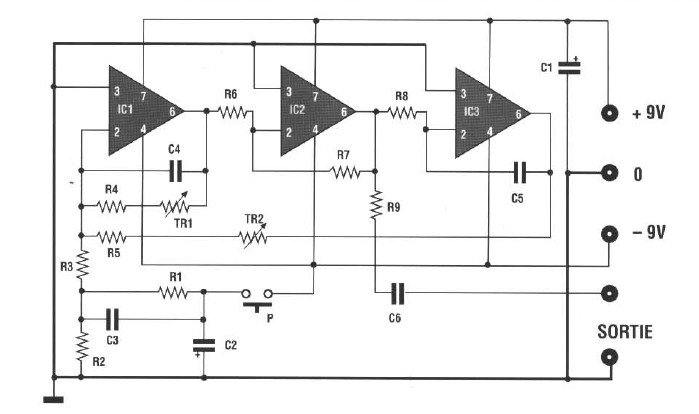 C1
+
3
7
IC1
6
2
4
R6
3
7
IC2
6
2
4
R8
3
7
IC3
6
2
4
+ 9V
C4
R7
C5
0
R4
TR1
R9
R5
TR2
– 9V
R3
R1
P
C6
C3
C2
+
R2
SORTIE